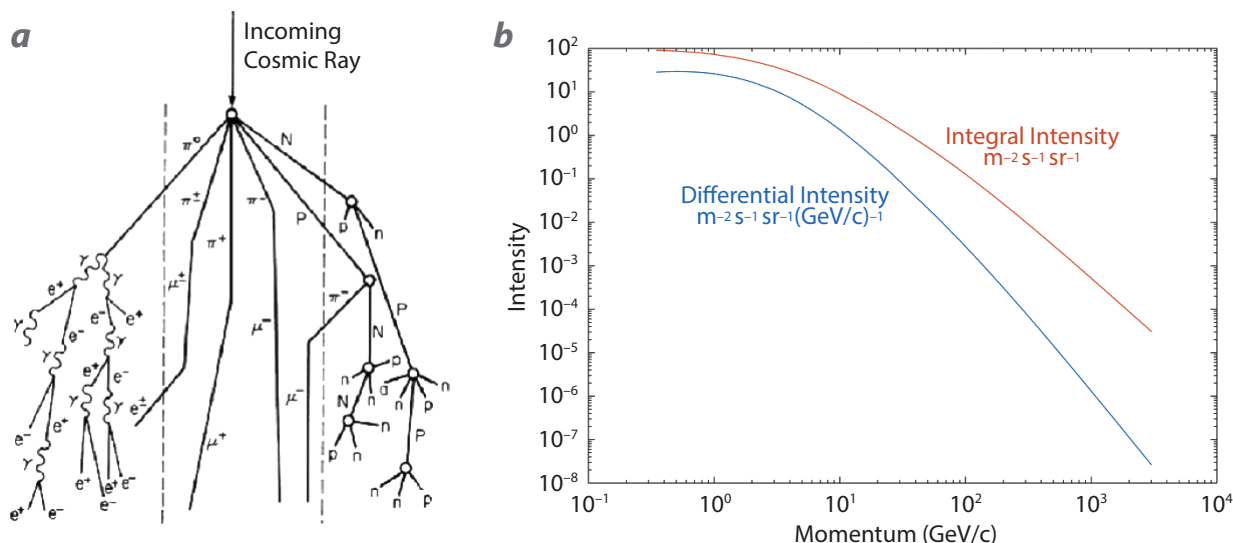 a
Incoming
Cosmic Ray
π° N
π± π⁻ P
p n
π⁺
μ± π⁻ P
γ γ
e⁺ e⁻ e⁺
γ
e⁻
μ⁻ N
γ γ
e⁺ e⁻ p
n n α n n
p
e± μ⁻ N
γ γ
e⁻ e⁺ μ⁺ n P
p n
γ
e⁺ e⁻
e⁺ e⁻ e⁻ n n
p
b
10² 
10¹
10⁰
10⁻¹
10⁻²
10⁻³
10⁻⁴
10⁻⁵
10⁻⁶
10⁻⁷
10⁻⁸
Intensity
Integral Intensity
m⁻² s⁻¹ sr⁻¹
Differential Intensity
m⁻² s⁻¹ sr⁻¹(GeV/c)⁻¹
10⁻¹ 10⁰ 10¹ 10² 10³ 10⁴
Momentum (GeV/c)